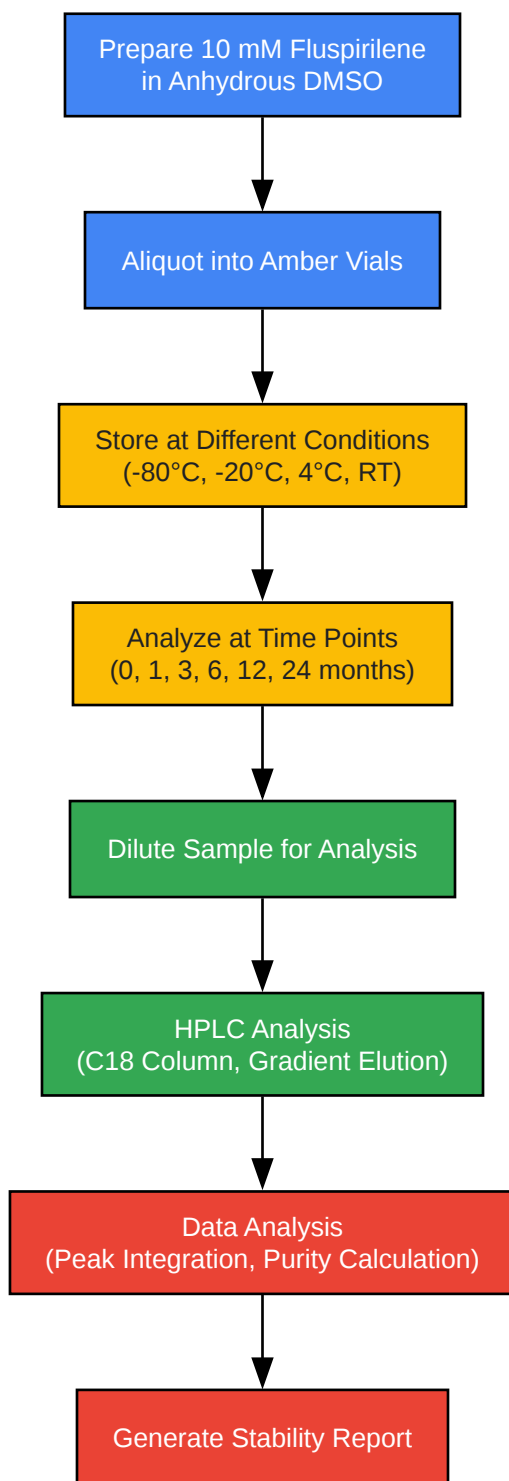 Prepare 10 mM Fluspirilene
in Anhydrous DMSO
Aliquot into Amber Vials
Store at Different Conditions
(-80°C, -20°C, 4°C, RT)
Analyze at Time Points
(0, 1, 3, 6, 12, 24 months)
Dilute Sample for Analysis
HPLC Analysis
(C18 Column, Gradient Elution)
Data Analysis
(Peak Integration, Purity Calculation)
Generate Stability Report